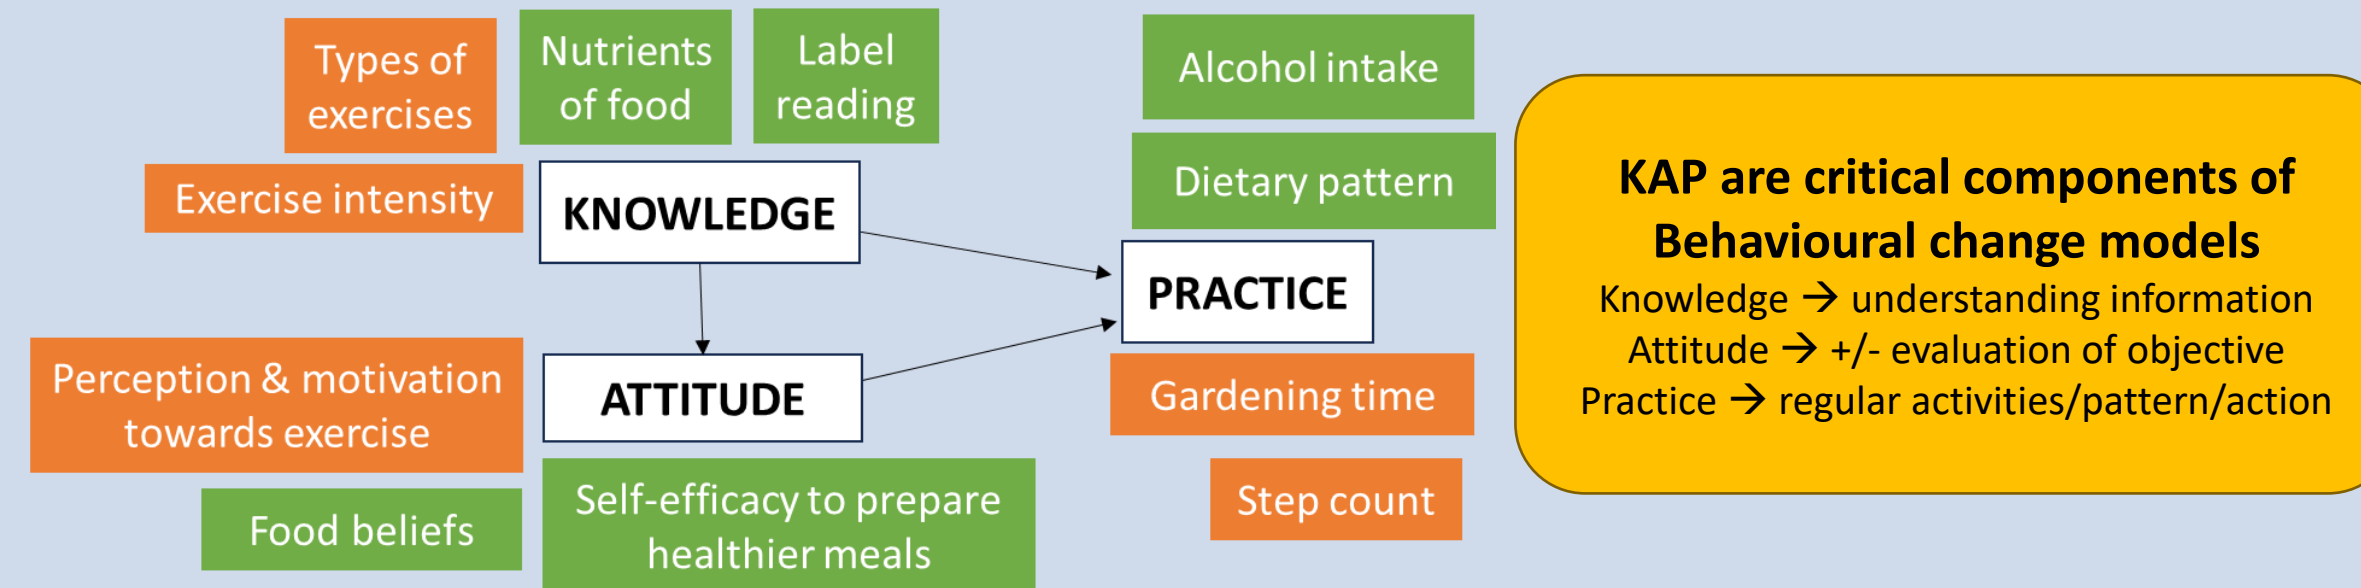 Types of
exercises
Nutrients
of food
Label
reading
Exercise intensity
KNOWLEDGE
Perception & motivation
towards exercise
ATTITUDE
Food beliefs
Self-efficacy to prepare
healthier meals
Alcohol intake
Dietary pattern
PRACTICE
Gardening time
Step count
KAP are critical components of
Behavioural change models
Knowledge → understanding information
Attitude → +/- evaluation of objective
Practice → regular activities/pattern/action